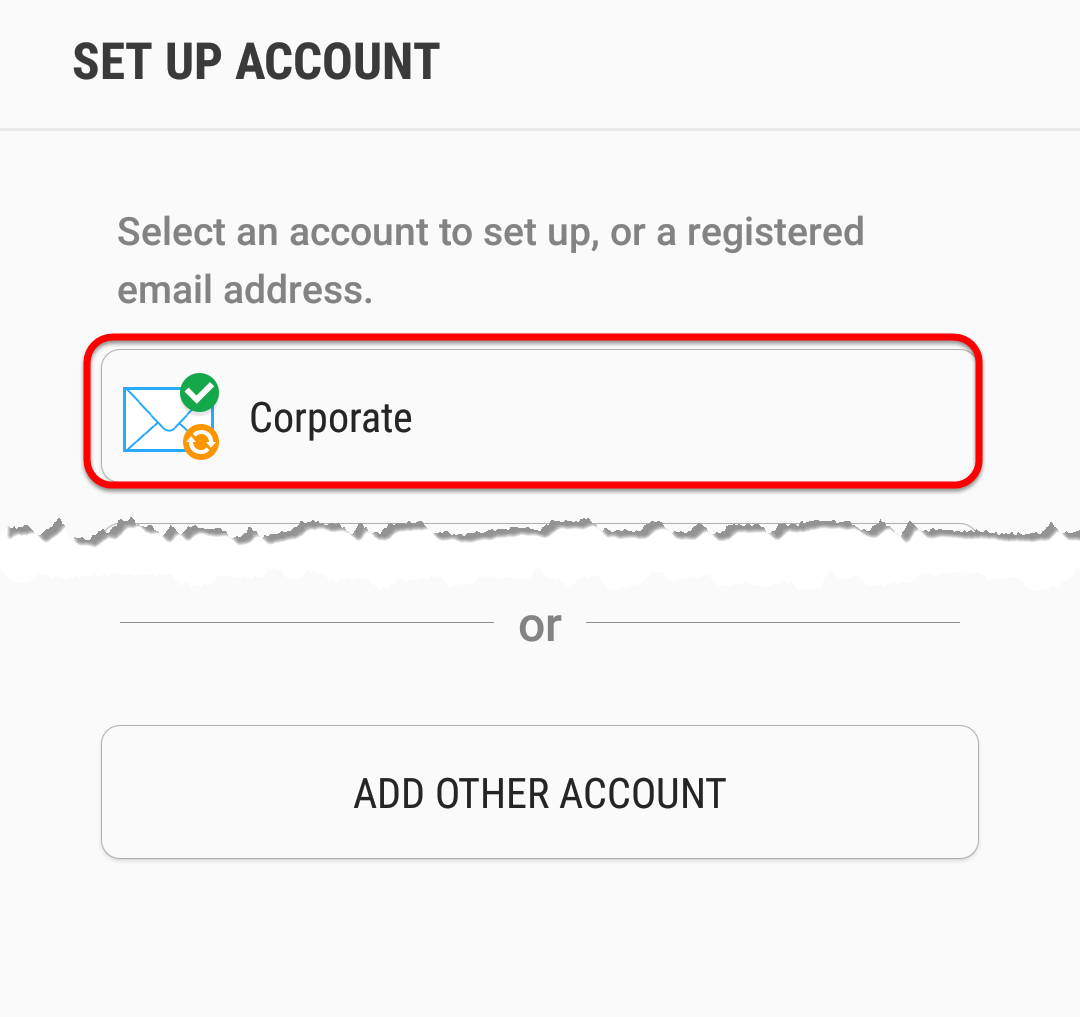 SET UP ACCOUNT
Select an account to set up, or a registered
email address.
Corporate
or
ADD OTHER ACCOUNT